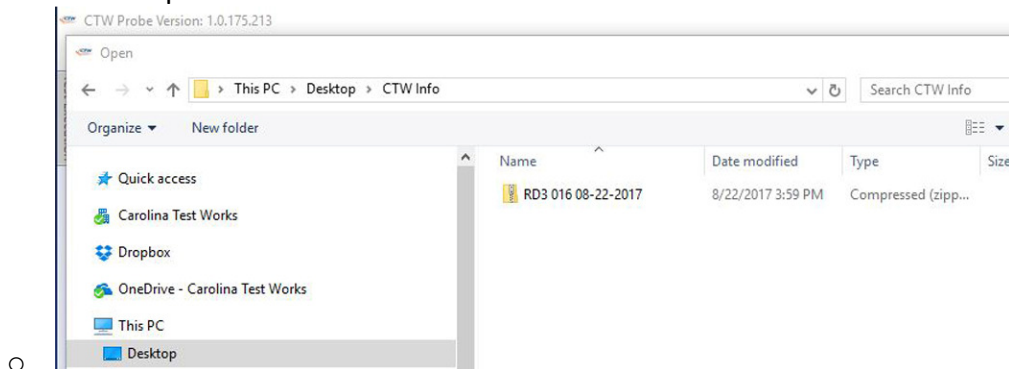 CTW Probe Version: 1.0.175.213
Open
This PC > Desktop > CTW Info
Search CTW Info
Organize
New folder
Name
Date modified
Type
Size
Quick access
RD3 016 08-22-2017
8/22/2017 3:59 PM
Compressed (zipp...
Carolina Test Works
Dropbox
OneDrive - Carolina Test Works
This PC
Desktop